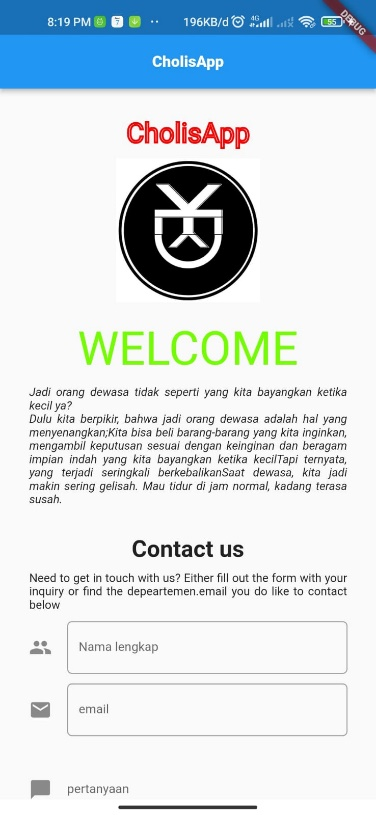 8:19 PM 196KB/d 4G 55
DEBUG
CholisApp
CholisApp
WELCOME
Jadi orang dewasa tidak seperti yang kita bayangkan ketika
kecil ya?
Dulu kita berpikir, bahwa jadi orang dewasa adalah hal yang
menyenangkan;Kita bisa beli barang-barang yang kita inginkan,
mengambil keputusan sesuai dengan keinginan dan beragam
impian indah yang kita bayangkan ketika kecilTapi ternyata,
yang terjadi seringkali berkebalikanSaat dewasa, kita jadi
makin sering gelisah. Mau tidur di jam normal, kadang terasa
susah.
Contact us
Need to get in touch with us? Either fill out the form with your
inquiry or find the depeartemen.email you do like to contact
below
Nama lengkap
email
pertanyaan